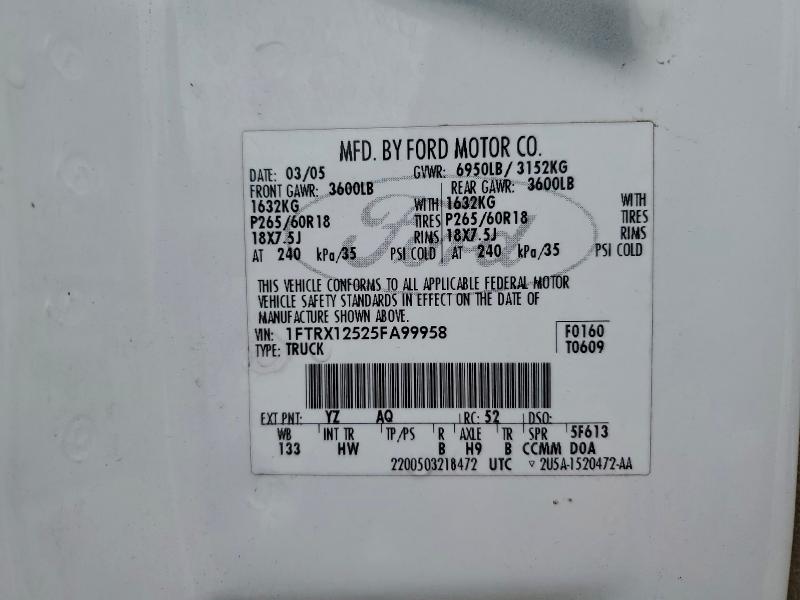 MFD. BY FORD MOTOR CO.
DATE: 03/05 GVWR: 6950LB/ 3152KG
FRONT GAWR: 3600LB REAR GAWR: 3600LB
1632KG WITH 1632KG WITH
P265/60R18 TIRES P265/60R18 TIRES
18X7.5J RIMS 18X7.5J RIMS
AT 240 kPa/35 PSI COLD AT 240 kPa/35 PSI COLD
Ford
THIS VEHICLE CONFORMS TO ALL APPLICABLE FEDERAL MOTOR
VEHICLE SAFETY STANDARDS IN EFFECT ON THE DATE OF
MANUFACTURE SHOWN ABOVE.
VIN: 1FTRX12525FA99958 F0160
TYPE: TRUCK T0609
EXT PNT: YZ AQ RC: 52 DSO:
WB INT TR TP/PS R AXLE TR SPR 5F613
133 HW B H9 B CCMM DOA
2200503218472 UTC ▽ 2U5A-1520472-AA